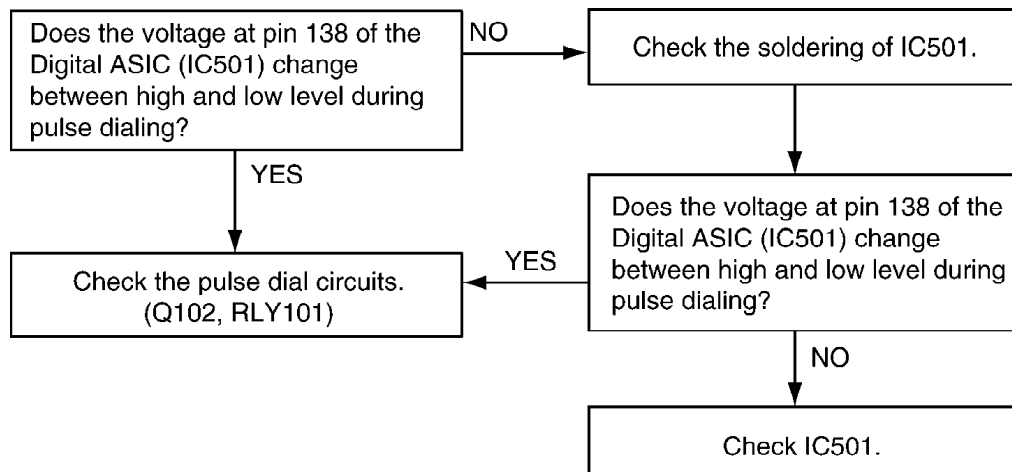 Does the voltage at pin 138 of the
Digital ASIC (IC501) change
between high and low level during
pulse dialing?
NO
Check the soldering of IC501.
YES
Does the voltage at pin 138 of the
Digital ASIC (IC501) change
between high and low level during
pulse dialing?
YES
Check the pulse dial circuits.
(Q102, RLY101)
NO
Check IC501.